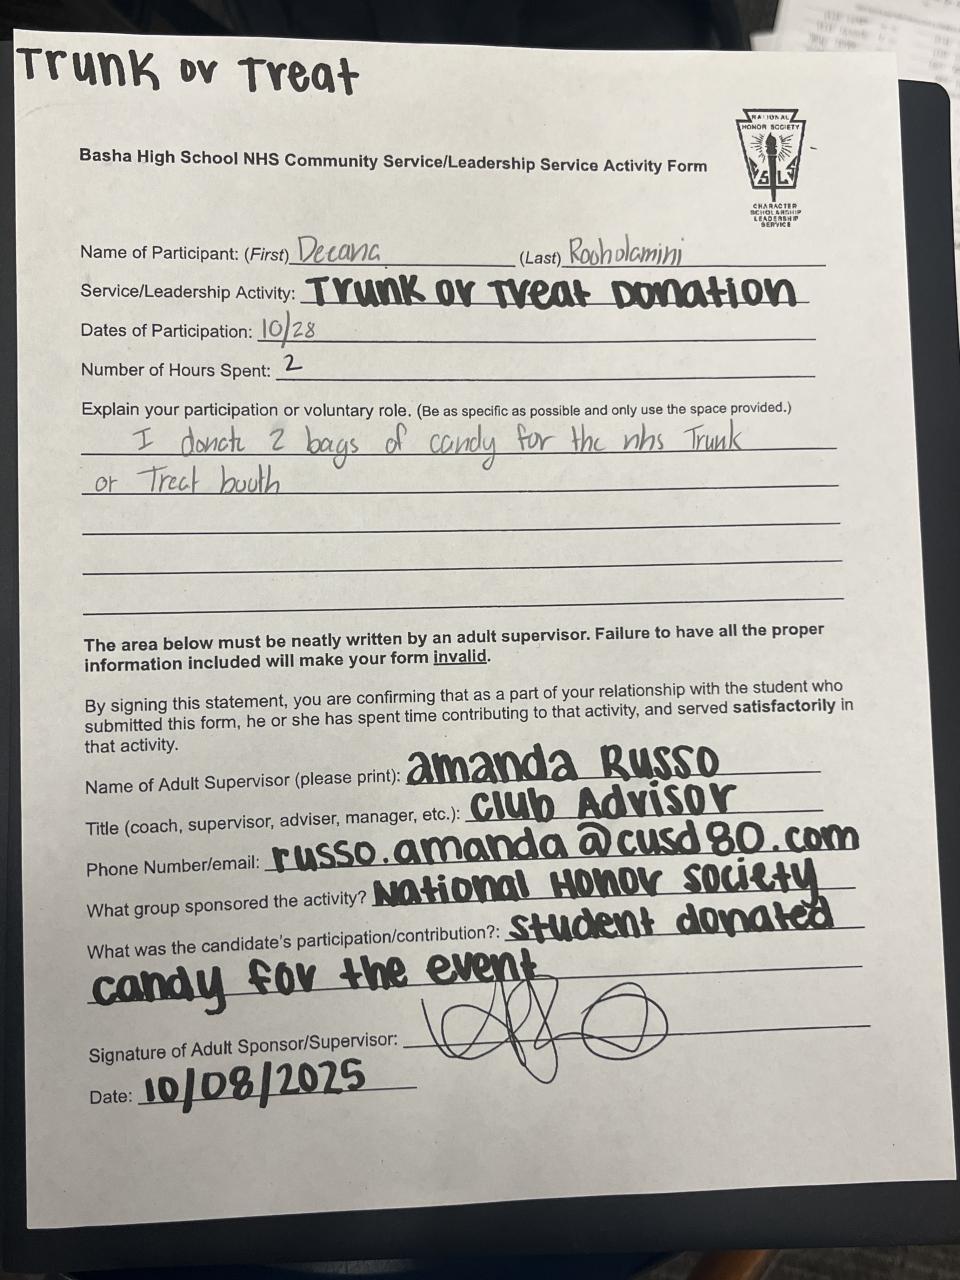 Trunk or Treat
NATIONAL
HONOR SOCIETY
CHARACTER
SCHOLARSHIP
LEADERSHIP
SERVICE
Basha High School NHS Community Service/Leadership Service Activity Form
Name of Participant: (First) Deeana (Last) Rooholamini
Service/Leadership Activity: Trunk or Treat Donation
Dates of Participation: 10/28
Number of Hours Spent: 2
Explain your participation or voluntary role. (Be as specific as possible and only use the space provided.)
I donate 2 bags of candy for the nhs Trunk
or Treat booth
The area below must be neatly written by an adult supervisor. Failure to have all the proper
information included will make your form invalid.
By signing this statement, you are confirming that as a part of your relationship with the student who
submitted this form, he or she has spent time contributing to that activity, and served satisfactorily in
that activity.
Name of Adult Supervisor (please print): amanda Russo
Title (coach, supervisor, adviser, manager, etc.): Club Advisor
Phone Number/email: russo.amanda@cusd80.com
What group sponsored the activity? National Honor society
What was the candidate's participation/contribution?: student donated
candy for the event
Signature of Adult Sponsor/Supervisor:
Date: 10/08/2025